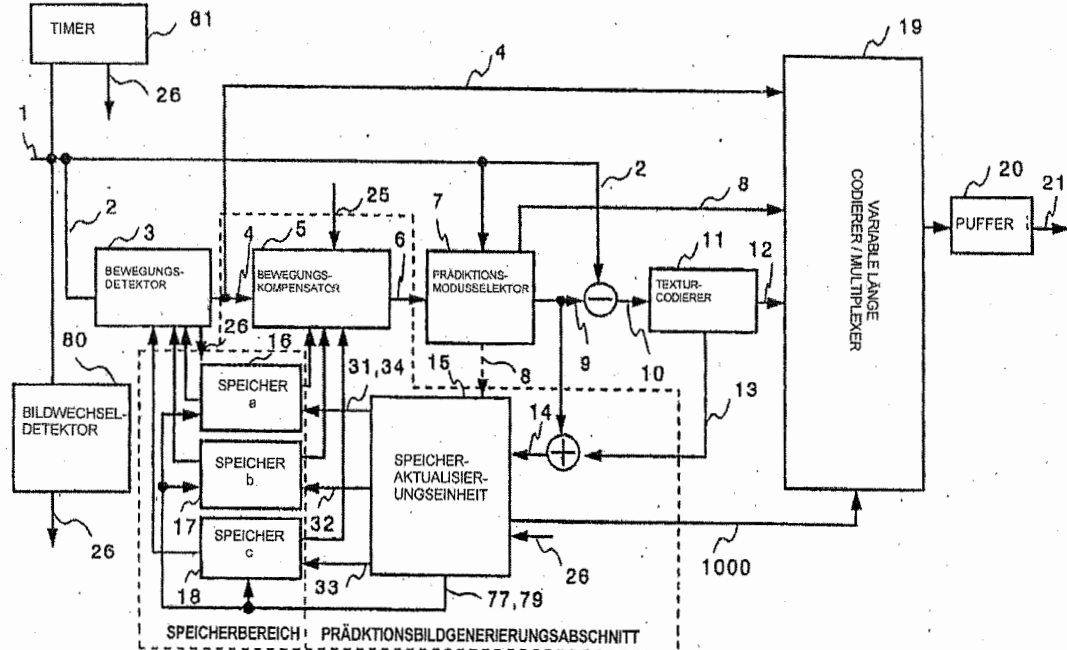 TIMER
81
19
26
4
1
2
25
7
2
8
20
21
3
4
5
6
11
12
BEWEGUNGS-
DETEKTOR
BEWEGUNGS-
KOMPENSATOR
PRÄDIKTIONS-
MODUSSELEKTOR
TEXTUR-
CODIERER
VARIABLE LÄNGE
CODIERER / MULTIPLEXER
PUFFER
80
26
16
31,34
15
8
9
10
13
BILDWECHSEL-
DETEKTOR
SPEICHER
a
14
SPEICHER
b
SPEICHER-
AKTUALISIER-
UNGSEINHEIT
17
32
SPEICHER
c
26
18
33
77,79
26
1000
SPEICHERBEREICH
PRÄDKTIONSBILDGENERIERUNGSABSCHNITT